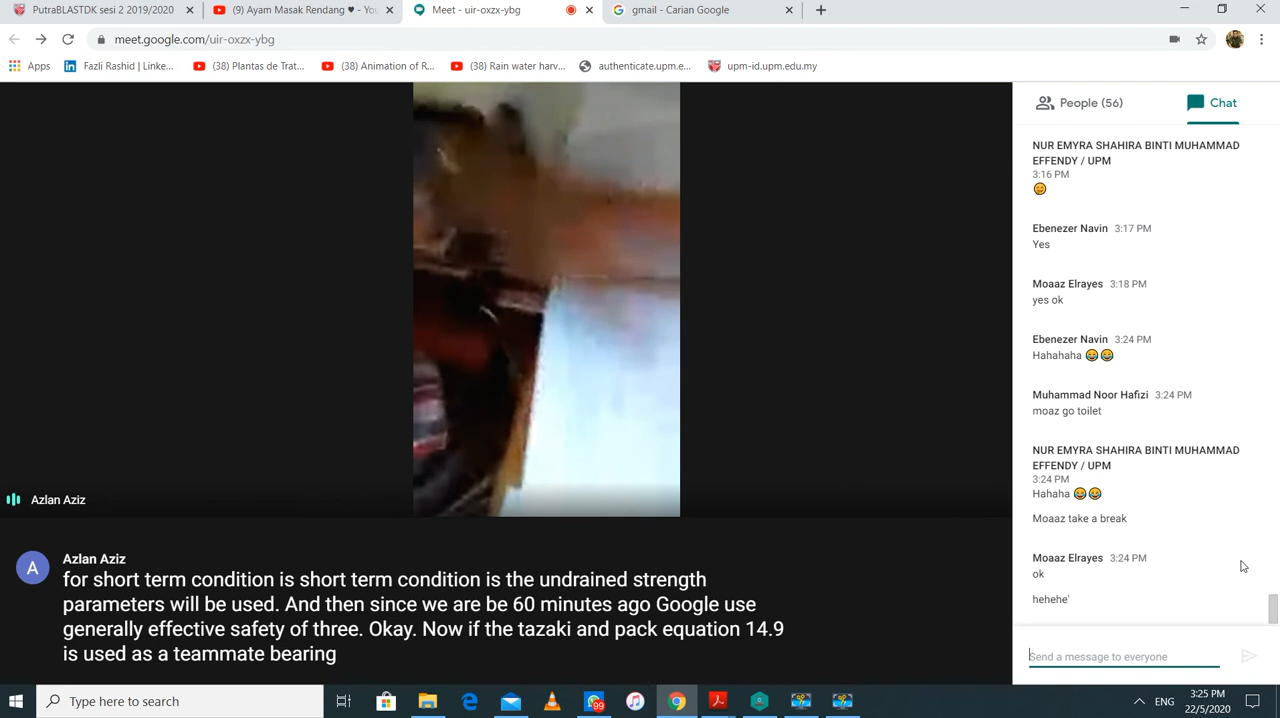 PutraBLASTDK sesi 2 2019/2020
(9) Ayam Masak Rendang ♥ - You
Meet - uir-oxzx-ybg
gmail - Carian Google
meet.google.com/uir-oxzx-ybg
Apps
Fazli Rashid | Linke...
(38) Plantas de Trat...
(38) Animation of R...
(38) Rain water harv...
authenticate.upm.e...
upm-id.upm.edu.my
People (56)
Chat
NUR EMYRA SHAHIRA BINTI MUHAMMAD
EFFENDY / UPM
3:16 PM
😊
Ebenezer Navin 3:17 PM
Yes
Moaaz Elrayes 3:18 PM
yes ok
Ebenezer Navin 3:24 PM
Hahahaha 😂😂
Muhammad Noor Hafizi 3:24 PM
moaz go toilet
NUR EMYRA SHAHIRA BINTI MUHAMMAD
EFFENDY / UPM
3:24 PM
Hahaha 😂😂
Moaaz take a break
Moaaz Elrayes 3:24 PM
ok
hehehe'
Send a message to everyone
Azlan Aziz
A
Azlan Aziz
for short term condition is short term condition is the undrained strength
parameters will be used. And then since we are be 60 minutes ago Google use
generally effective safety of three. Okay. Now if the tazaki and pack equation 14.9
is used as a teammate bearing
Type here to search
99
ENG
3:25 PM
22/5/2020